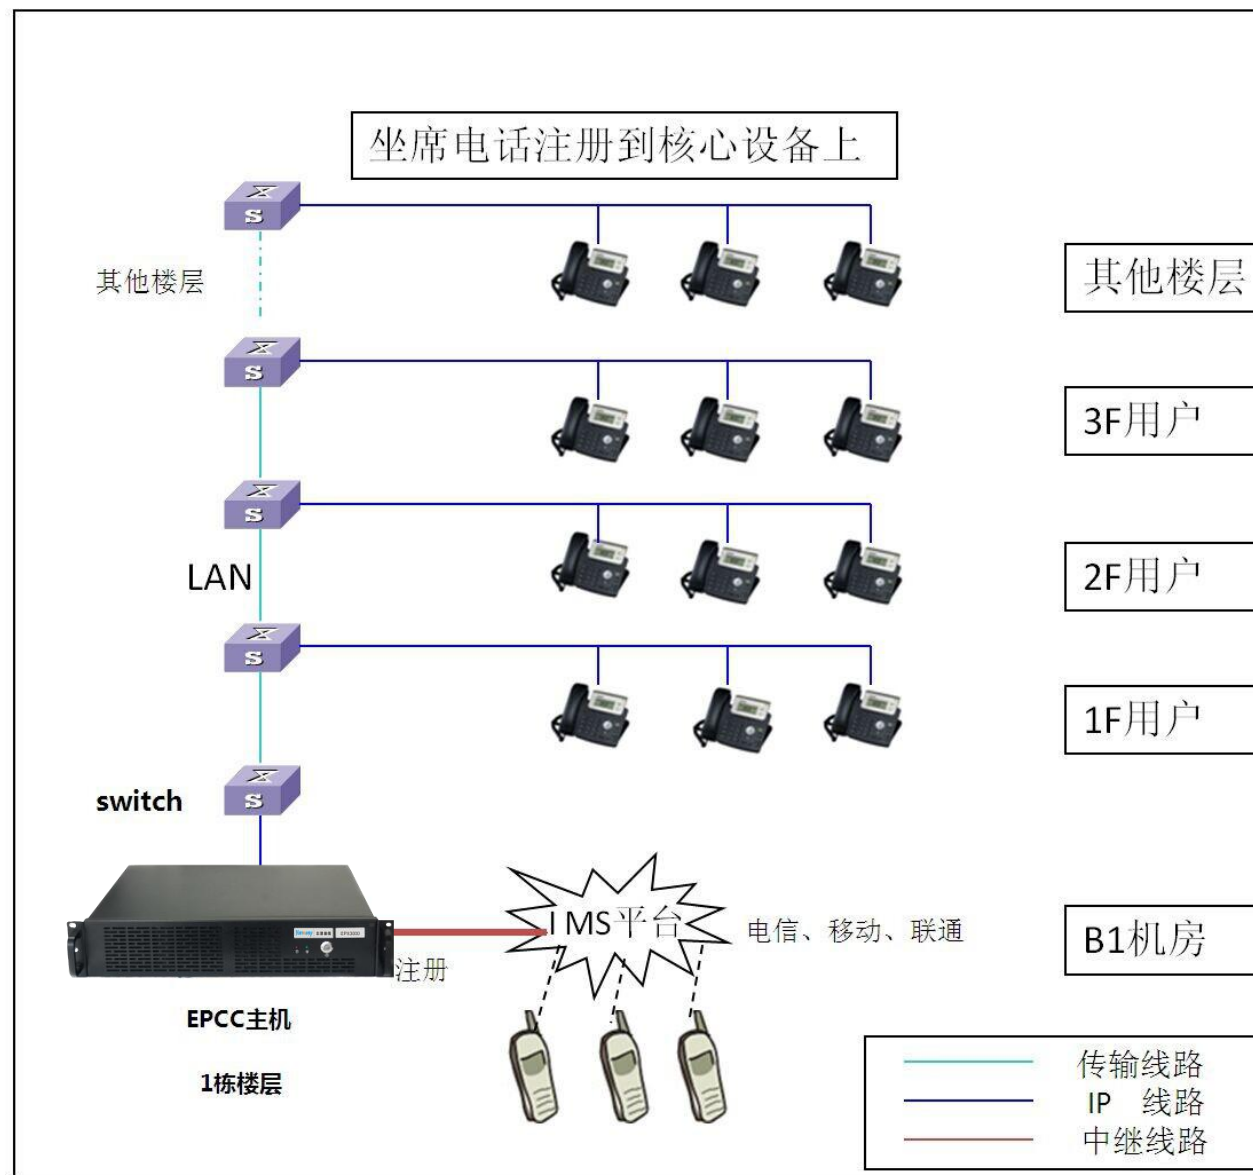 坐席电话注册到核心设备上
其他楼层
其他楼层
3F用户
LAN
2F用户
1F用户
switch
IMS平台
电信、移动、联通
B1机房
注册
EPCC主机
1栋楼层
传输线路
IP 线路
中继线路